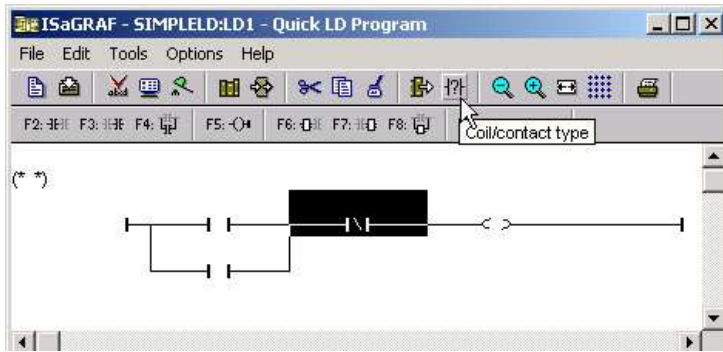 ISaGRAF - SIMPLELD:LD1 - Quick LD Program
File Edit Tools Options Help
F2: F3: F4: F5: F6: F7: F8:
Coil/contact type
(* *)